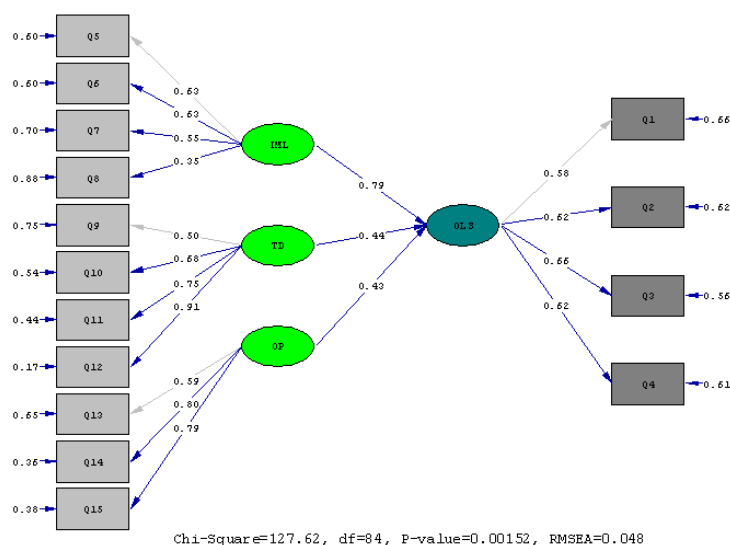 0.60 Q5
0.60 Q6
0.70 Q7
0.88 Q8
0.75 Q9
0.54 Q10
0.44 Q11
0.17 Q12
0.65 Q13
0.36 Q14
0.38 Q15
0.63
0.63
0.55
0.35
0.50
0.68
0.75
0.91
0.59
0.80
0.79
IML
TD
OP
0.79
0.44
0.43
OLS
0.58
0.62
0.66
0.62
Q1 0.66
Q2 0.62
Q3 0.56
Q4 0.61
Chi-Square=127.62, df=84, P-value=0.00152, RMSEA=0.048